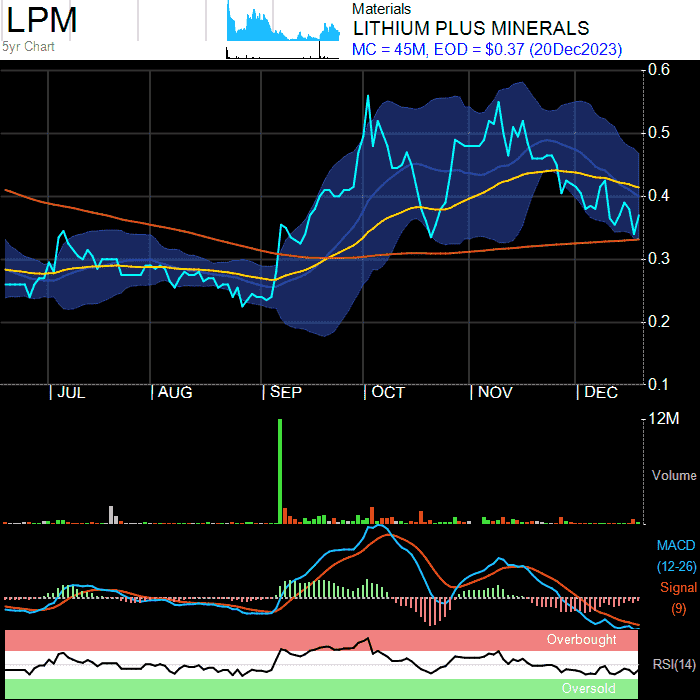 LPM
5yr Chart
Materials
LITHIUM PLUS MINERALS
MC = 45M, EOD = $0.37 (20Dec2023)
0.6
0.5
0.4
0.3
0.2
0.1
JUL AUG SEP OCT NOV DEC
12M
Volume
MACD
(12-26)
Signal
(9)
Overbought
RSI(14)
Oversold